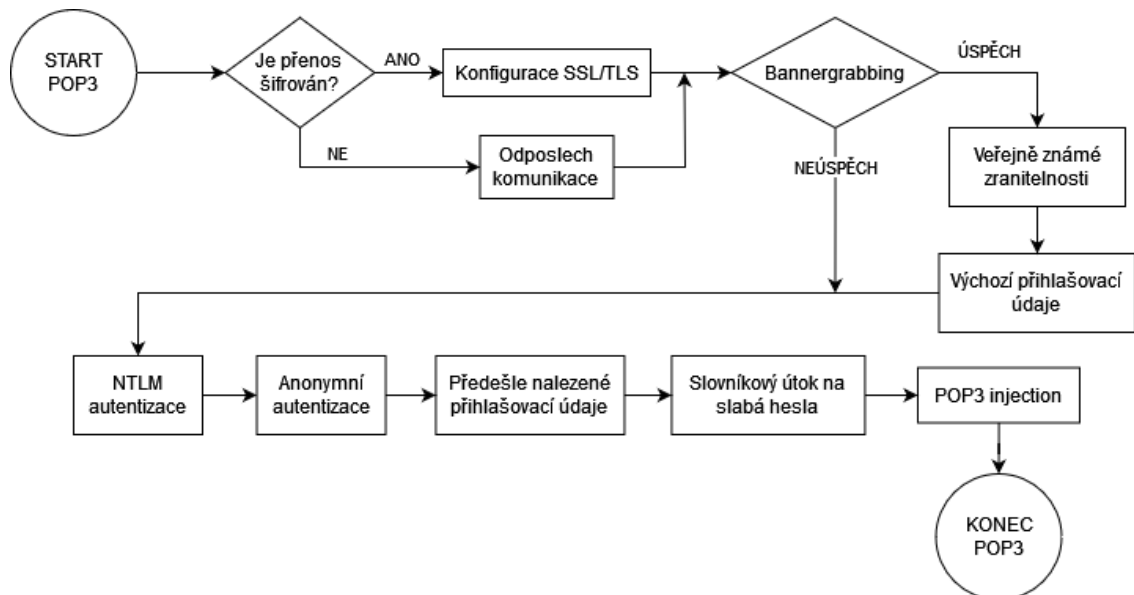 START
POP3
Je přenos
šifrován?
ANO
Konfigurace SSL/TLS
Bannergrabbing
ÚSPĚCH
NE
Odposlech
komunikace
NEÚSPĚCH
Veřejně známé
zranitelnosti
Výchozí přihlašovací
údaje
NTLM
autentizace
Anonymní
autentizace
Předešle nalezené
přihlašovací údaje
Slovníkový útok na
slabá hesla
POP3 injection
KONEC
POP3